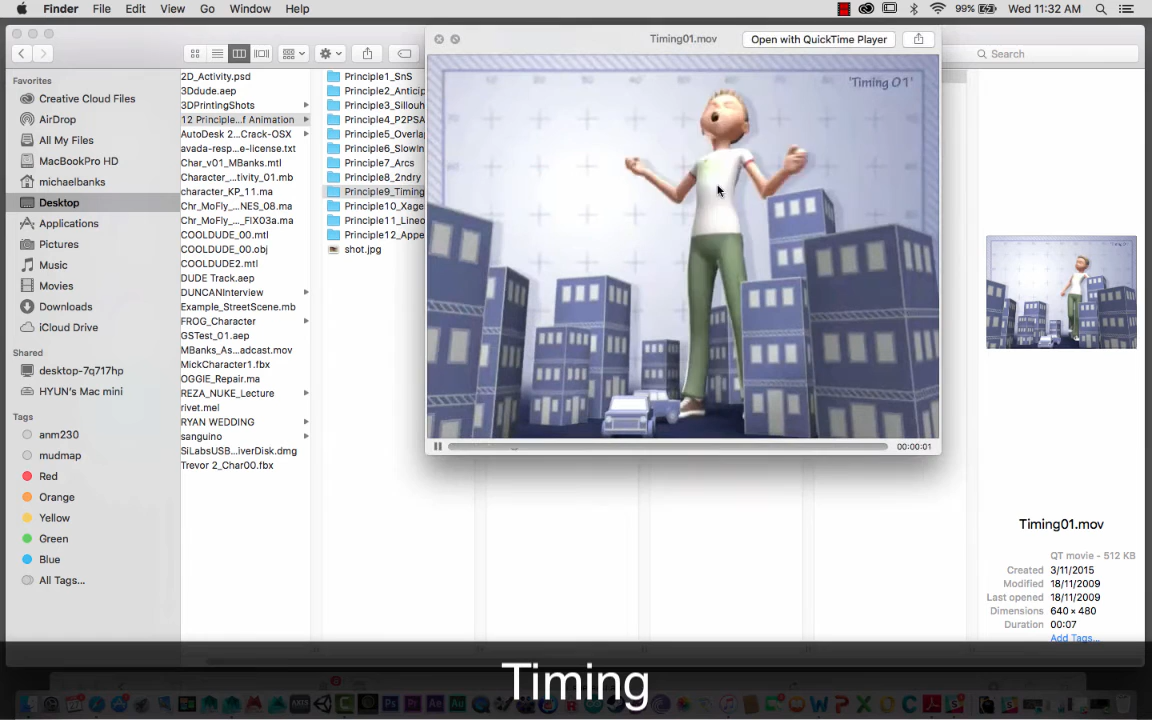 Finder File Edit View Go Window Help
99% Wed 11:32 AM
Timing01.mov
Open with QuickTime Player
Search
Favorites
Creative Cloud Files
AirDrop
All My Files
MacBookPro HD
michaelbanks
Desktop
Applications
Pictures
Music
Movies
Downloads
iCloud Drive
Shared
desktop-7q717hp
HYUN's Mac mini
Tags
anm230
mudmap
Red
Orange
Yellow
Green
Blue
All Tags...
2D_Activity.psd
3Ddude.aep
3DPrintingShots
12 Principle...f Animation
AutoDesk 2...Crack-OSX
avada-resp...e-license.txt
Char_v01_MBanks.mtl
Character_..._01.mb
character_KP_11.ma
Chr_MoFly_...NES_08.ma
Chr_MoFly_..._FIX03a.ma
COOLDUDE_00.mtl
COOLDUDE_00.obj
COOLDUDE2.mtl
DUDE Track.aep
DUNCANInterview
Example_StreetScene.mb
FROG_Character
GSTest_01.aep
MBanks_As...adcast.mov
MickCharacter1.fbx
OGGIE_Repair.ma
REZA_NUKE_Lecture
rivet.mel
RYAN WEDDING
sanguino
SiLabsUSB...iverDisk.dmg
Trevor 2_Char00.fbx
Principle1_SnS
Principle2_Anticip
Principle3_Sillouh
Principle4_P2PSA
Principle5_Overlap
Principle6_SlowIn
Principle7_Arcs
Principle8_2ndry
Principle9_Timing
Principle10_Xage
Principle11_Lineo
Principle12_Appe
shot.jpg
'Timing 01'
00:00:01
Timing01.mov
QT movie - 512 KB
Created 3/11/2015
Modified 18/11/2009
Last opened 18/11/2009
Dimensions 640 × 480
Duration 00:07
Add Tags...
Timing